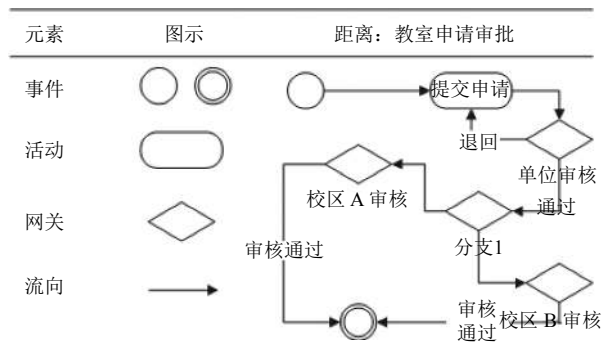 元素 图示 距离：教室申请审批
事件
提交申请
退回
活动
单位审核
校区 A 审核
通过
网关
分支1
审核通过
流向
审核
通过
校区 B 审核